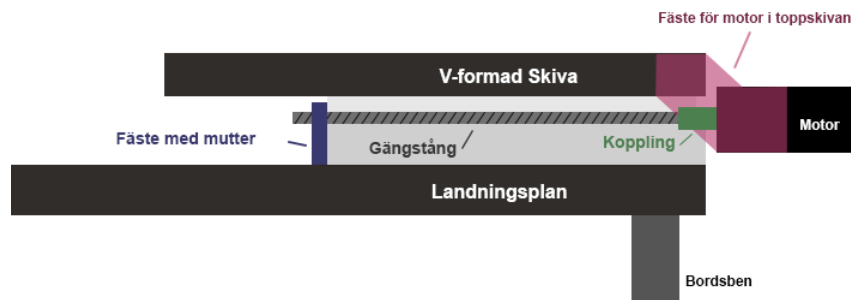 Fäste för motor i toppskivan
V-formad Skiva
Motor
Fäste med mutter
Gängstång
Koppling
Landningsplan
Bordsben